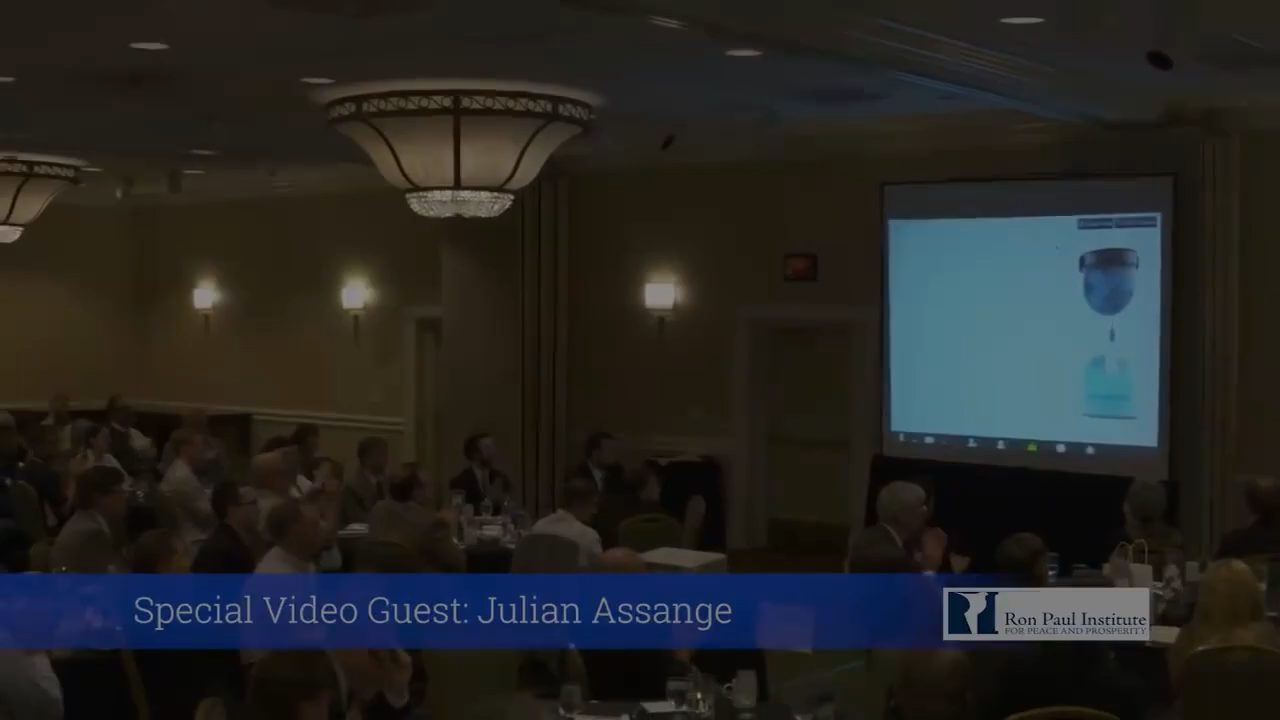 Special Video Guest: Julian Assange
Ron Paul Institute
FOR PEACE AND PROSPERITY